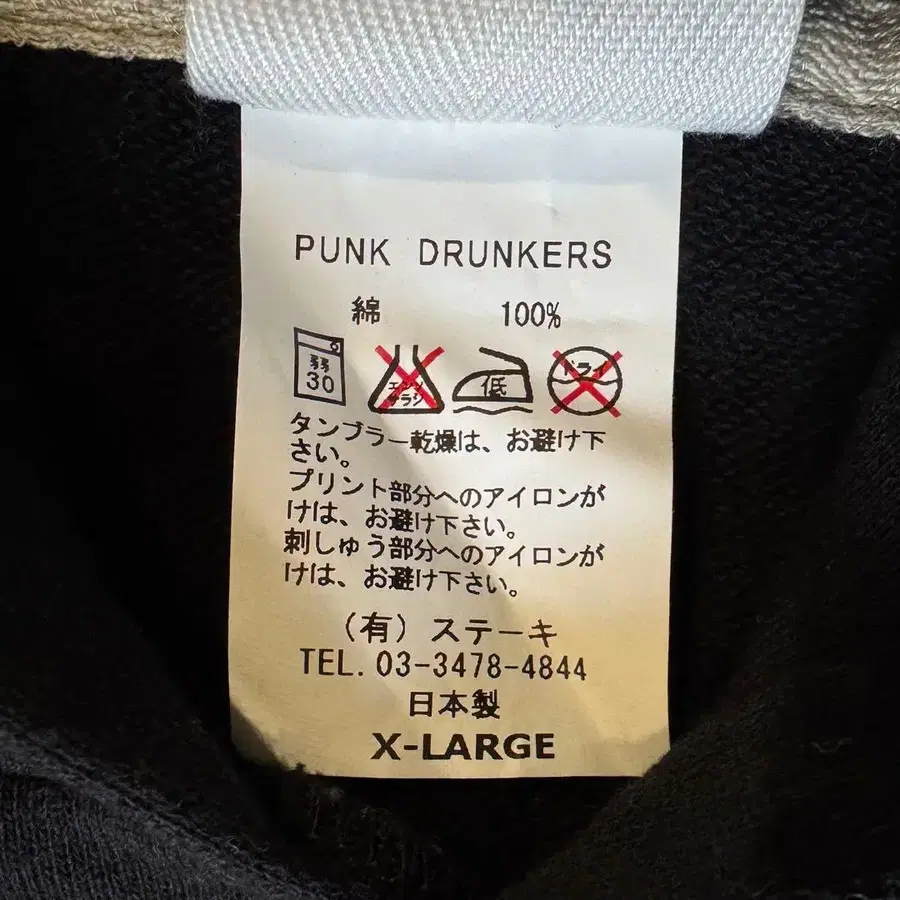 PUNK DRUNKERS
綿 100%
弱
30
エンソ
サラシ
低
ドライ
タンブラー乾燥は、お避け下
さい。
プリント部分へのアイロンが
けは、お避け下さい。
刺しゅう部分へのアイロンが
けは、お避け下さい。
(有)ステーキ
TEL.03-3478-4844
日本製
X-LARGE